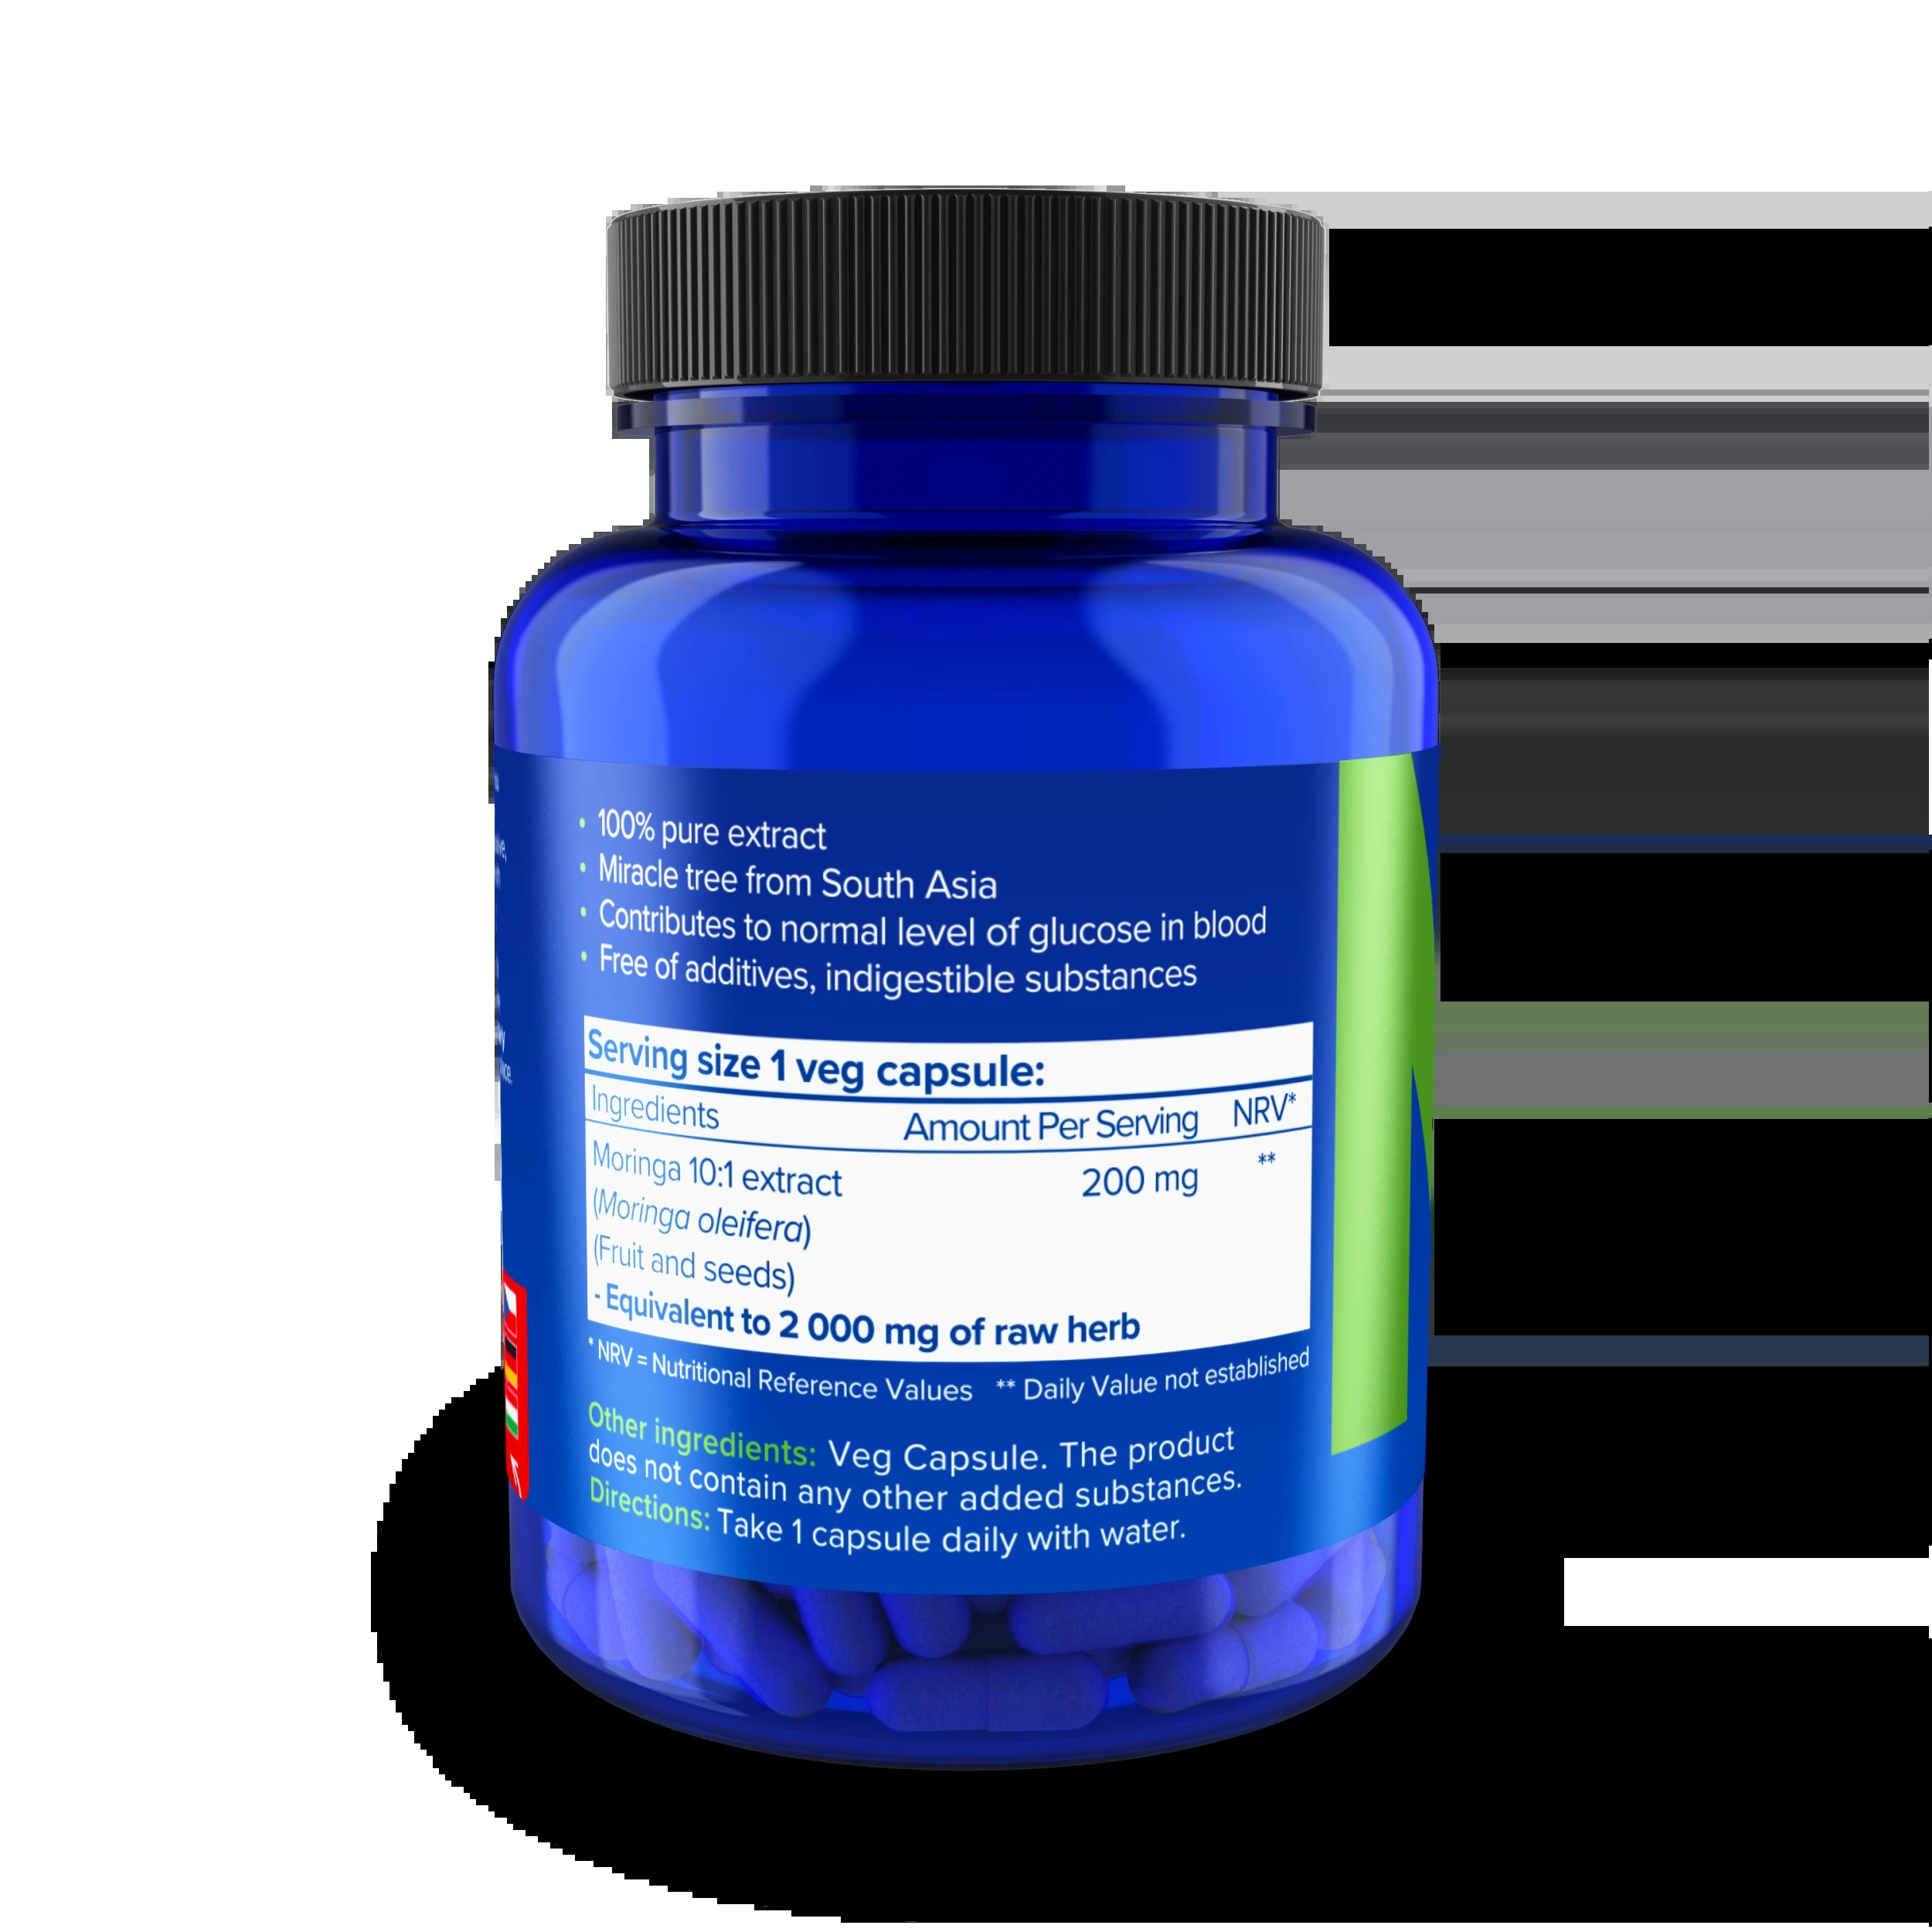 • 100% pure extract
• Miracle tree from South Asia
• Contributes to normal level of glucose in blood
• Free of additives, indigestible substances
Serving size 1 veg capsule:
Ingredients Amount Per Serving NRV*
Moringa 10:1 extract 200 mg **
(Moringa oleifera)
(Fruit and seeds)
- Equivalent to 2 000 mg of raw herb
* NRV = Nutritional Reference Values ** Daily Value not established
Other ingredients: Veg Capsule. The product
does not contain any other added substances.
Directions: Take 1 capsule daily with water.